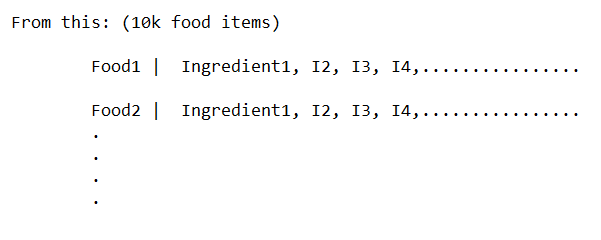 From this: (10k food items)
Food1 | Ingredient1, I2, I3, I4,................
Food2 | Ingredient1, I2, I3, I4,................
.
.
.
.